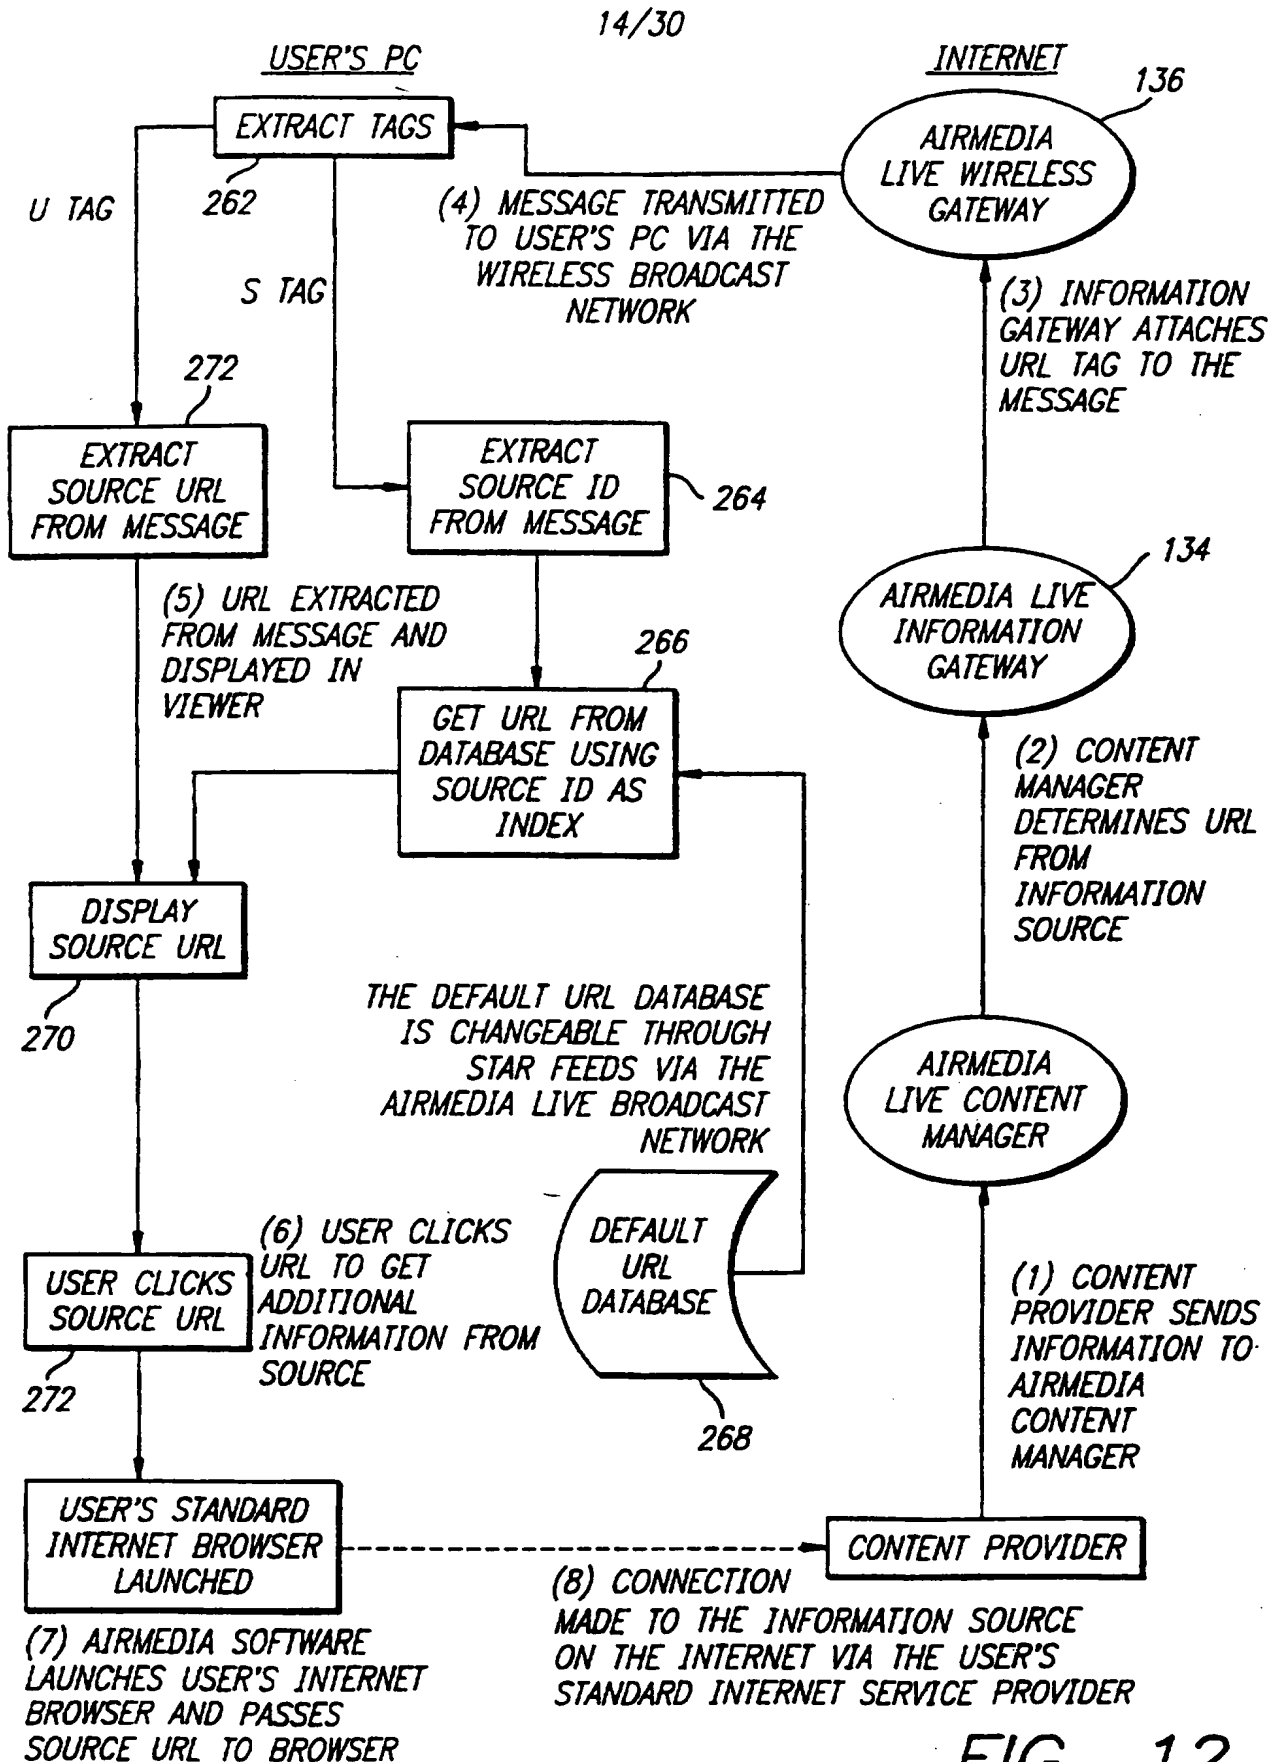 14/30
USER'S PC
INTERNET
136
EXTRACT TAGS
AIRMEDIA
LIVE WIRELESS
GATEWAY
262
U TAG
(4) MESSAGE TRANSMITTED
TO USER'S PC VIA THE
WIRELESS BROADCAST
NETWORK
S TAG
(3) INFORMATION
GATEWAY ATTACHES
URL TAG TO THE
MESSAGE
272
EXTRACT
SOURCE URL
FROM MESSAGE
EXTRACT
SOURCE ID
FROM MESSAGE
264
134
AIRMEDIA LIVE
INFORMATION
GATEWAY
(5) URL EXTRACTED
FROM MESSAGE AND
DISPLAYED IN
VIEWER
266
GET URL FROM
DATABASE USING
SOURCE ID AS
INDEX
(2) CONTENT
MANAGER
DETERMINES URL
FROM
INFORMATION
SOURCE
DISPLAY
SOURCE URL
270
THE DEFAULT URL DATABASE
IS CHANGEABLE THROUGH
STAR FEEDS VIA THE
AIRMEDIA LIVE BROADCAST
NETWORK
AIRMEDIA
LIVE CONTENT
MANAGER
DEFAULT
URL
DATABASE
268
(6) USER CLICKS
URL TO GET
ADDITIONAL
INFORMATION FROM
SOURCE
USER CLICKS
SOURCE URL
272
(1) CONTENT
PROVIDER SENDS
INFORMATION TO
AIRMEDIA
CONTENT
MANAGER
USER'S STANDARD
INTERNET BROWSER
LAUNCHED
CONTENT PROVIDER
(8) CONNECTION
MADE TO THE INFORMATION SOURCE
ON THE INTERNET VIA THE USER'S
STANDARD INTERNET SERVICE PROVIDER
(7) AIRMEDIA SOFTWARE
LAUNCHES USER'S INTERNET
BROWSER AND PASSES
SOURCE URL TO BROWSER
FIG. 12